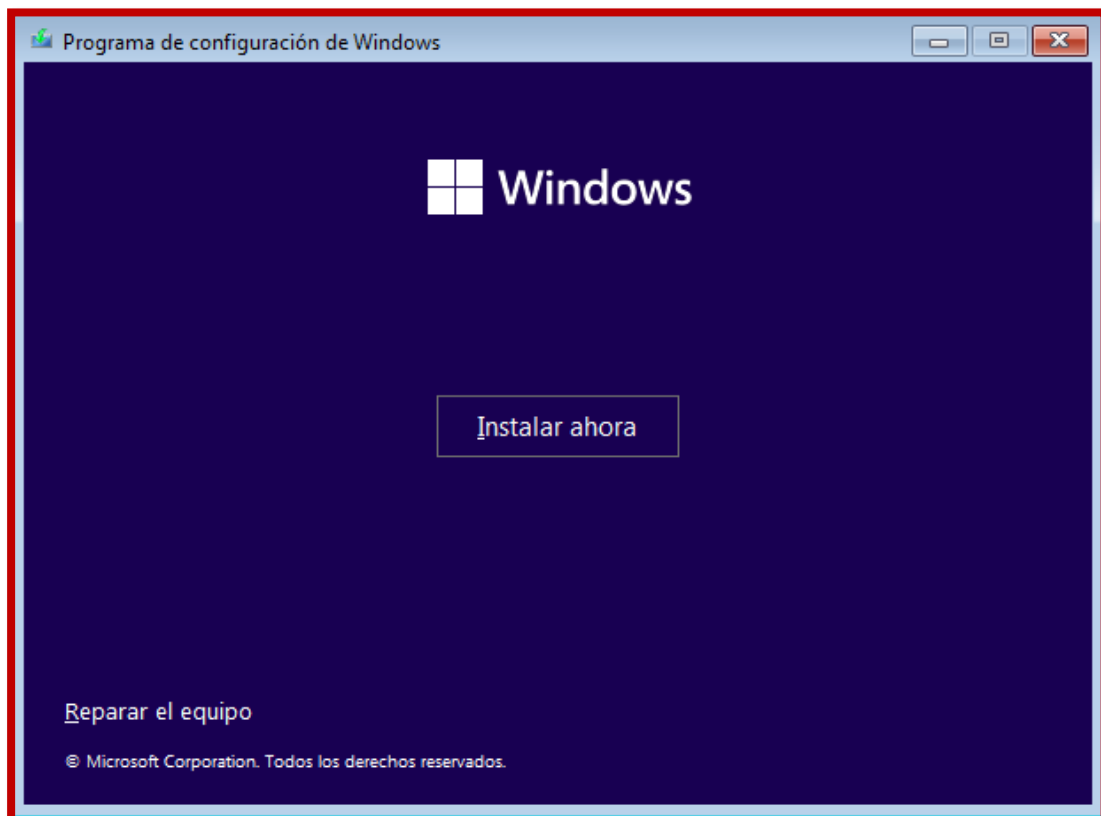 Programa de configuración de Windows
Windows
Instalar ahora
Reparar el equipo
© Microsoft Corporation. Todos los derechos reservados.